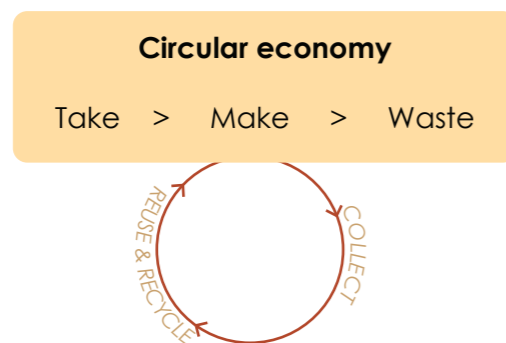 Circular economy
Take > Make > Waste
COLLECT
REUSE & RECYCLE